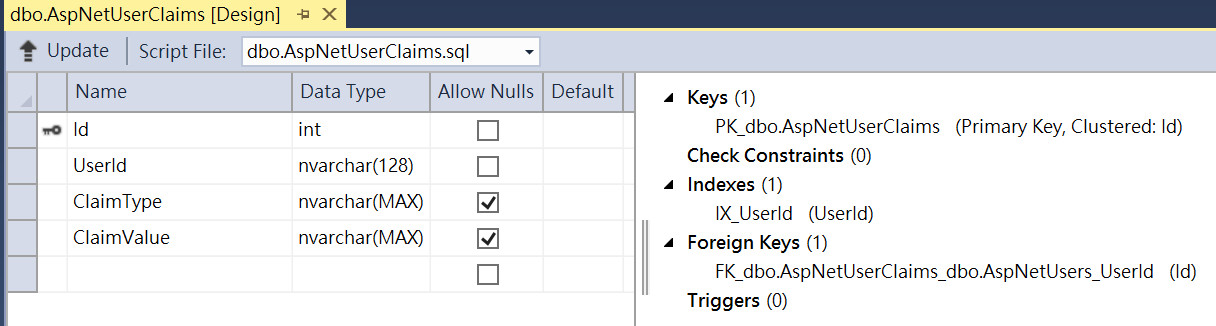 dbo.AspNetUserClaims [Design]
Update Script File: dbo.AspNetUserClaims.sql
Name Data Type Allow Nulls Default
Id int
UserId nvarchar(128)
ClaimType nvarchar(MAX)
ClaimValue nvarchar(MAX)
Keys (1)
PK_dbo.AspNetUserClaims (Primary Key, Clustered: Id)
Check Constraints (0)
Indexes (1)
IX_UserId (UserId)
Foreign Keys (1)
FK_dbo.AspNetUserClaims_dbo.AspNetUsers_UserId (Id)
Triggers (0)